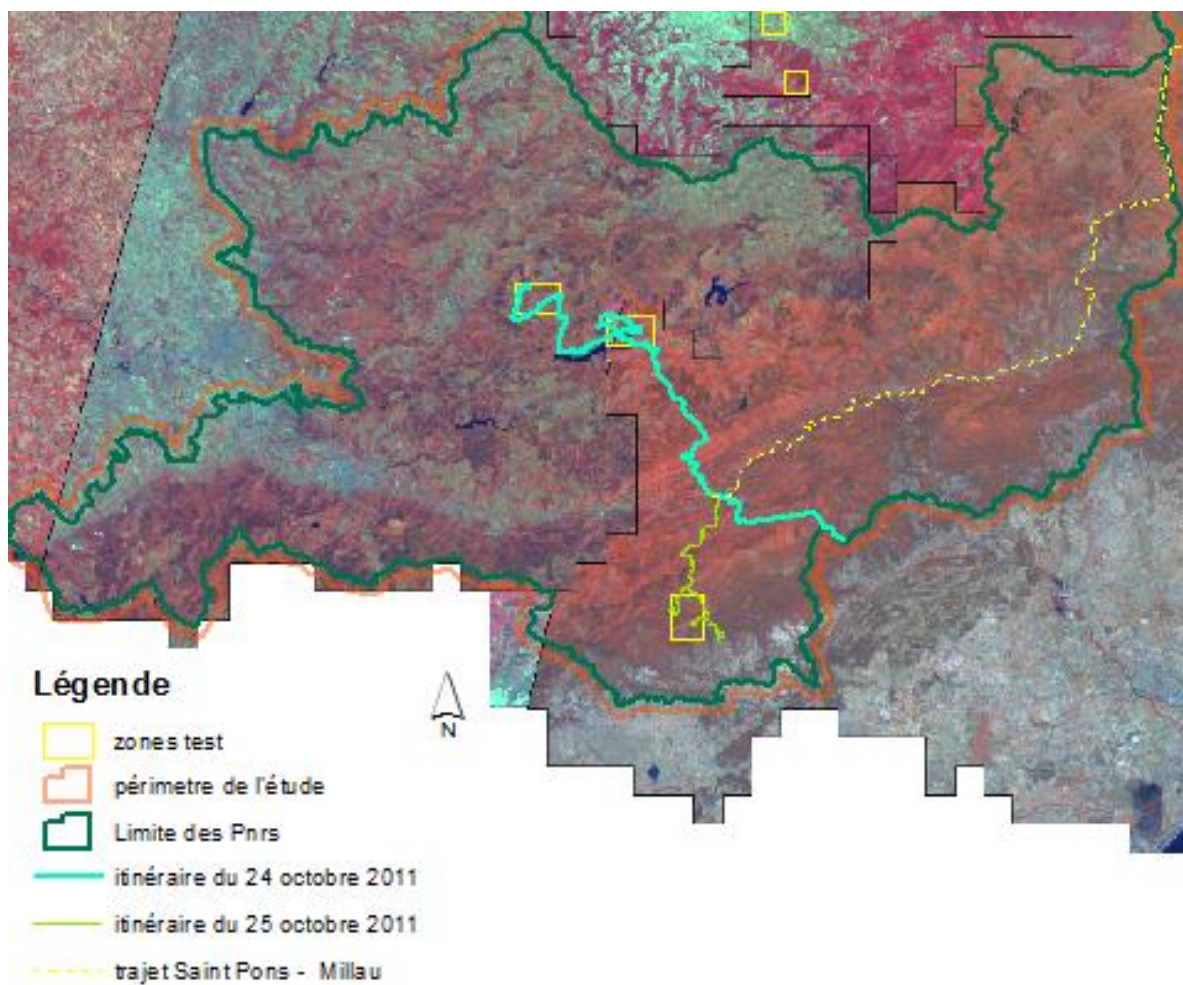 Légende
N
zones test
périmetre de l'étude
Limite des Pnrs
itinéraire du 24 octobre 2011
itinéraire du 25 octobre 2011
trajet Saint Pons - Millau